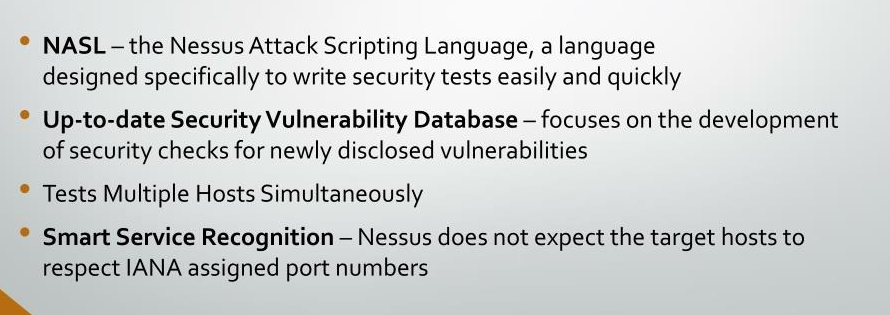 • NASL – the Nessus Attack Scripting Language, a language
designed specifically to write security tests easily and quickly
• Up-to-date Security Vulnerability Database – focuses on the development
of security checks for newly disclosed vulnerabilities
• Tests Multiple Hosts Simultaneously
• Smart Service Recognition – Nessus does not expect the target hosts to
respect IANA assigned port numbers